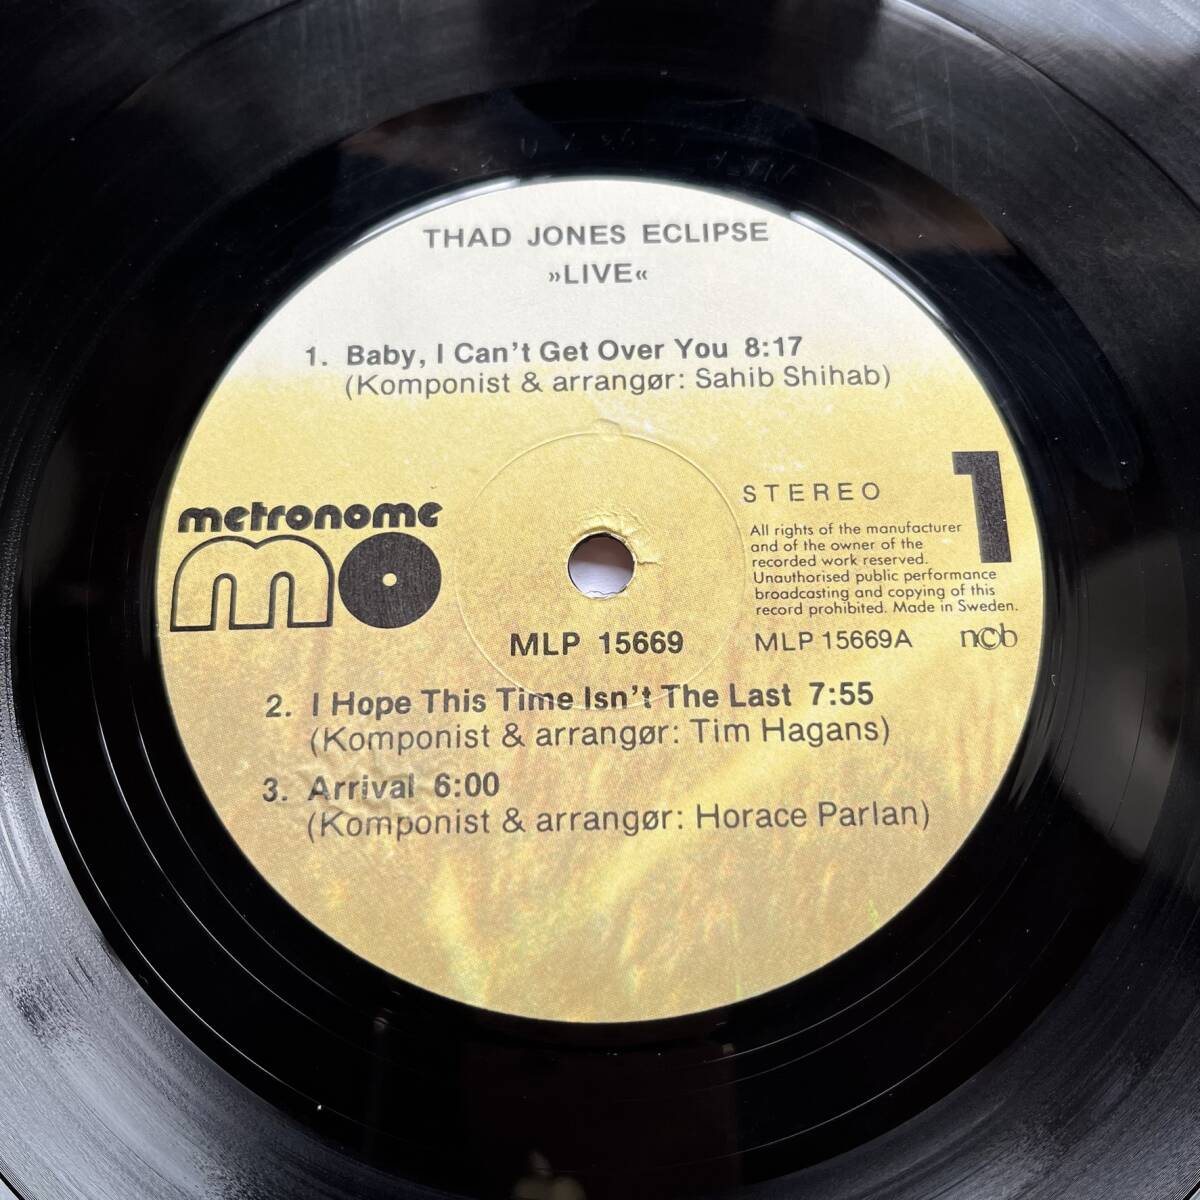 THAD JONES ECLIPSE
»LIVE«
1. Baby, I Can't Get Over You 8:17
(Komponist & arrangør: Sahib Shihab)
metronome
mo
STEREO
1
All rights of the manufacturer
and of the owner of the
recorded work reserved.
Unauthorised public performance
broadcasting and copying of this
record prohibited. Made in Sweden.
MLP 15669
MLP 15669A
ncb
2. I Hope This Time Isn't The Last 7:55
(Komponist & arrangør: Tim Hagans)
3. Arrival 6:00
(Komponist & arrangør: Horace Parlan)